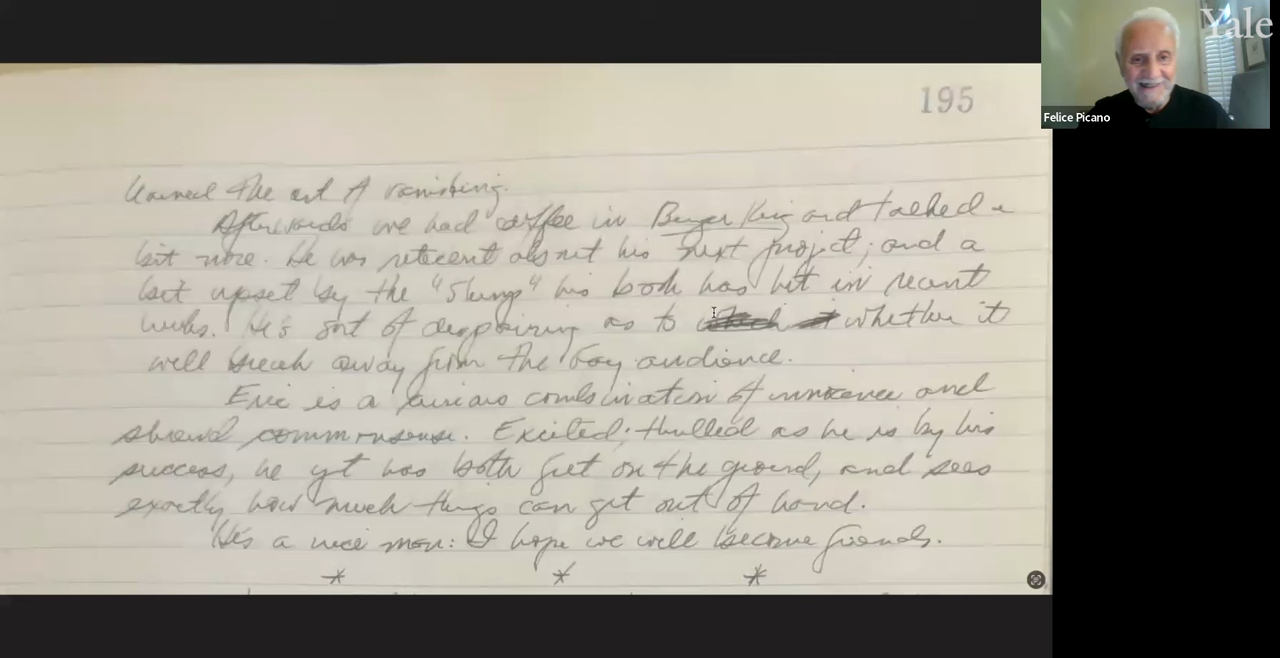 195
learned the art of vanishing.
Afterwards we had coffee in Burger King and talked a
bit more. He was reticent about his next project; and a
bit upset by the "Slump" his book has hit in recent
weeks. He's sort of despairing as to whether it
will break away from the Gay audience.
Eric is a curious combination of innocence and
shrewd commonsense. Excited, thrilled as he is by his
success, he yet has both feet on the ground, and sees
exactly how much things can get out of hand.
He's a nice man: I hope we will become friends.
* * *
Yale
Felice Picano